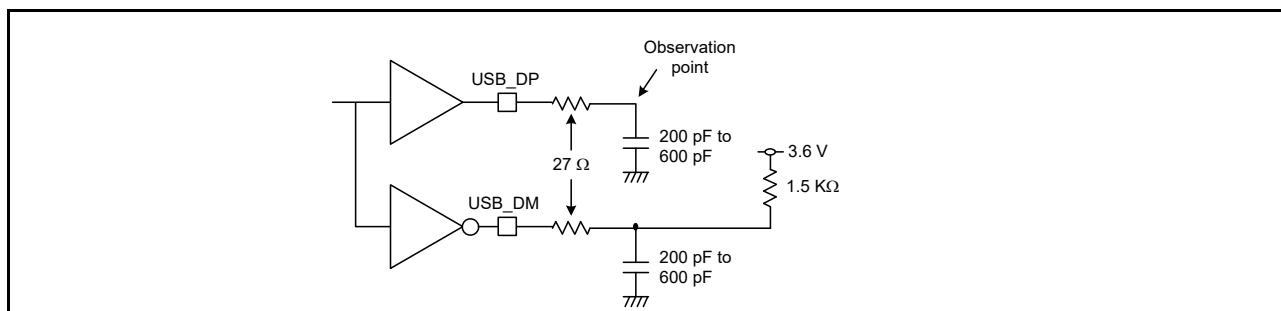 Observation
point
USB_DP
200 pF to
600 pF
3.6 V
27 Ω
1.5 KΩ
USB_DM
200 pF to
600 pF